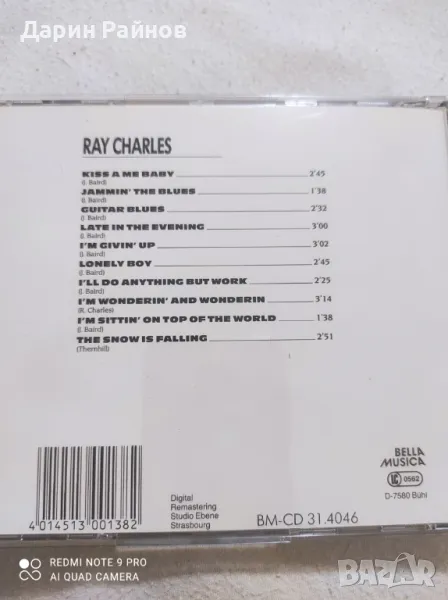 Дарин Райнов
RAY CHARLES
KISS A ME BABY 2'45
(J. Baird)
JAMMIN' THE BLUES 1'38
(J. Baird)
GUITAR BLUES 2'32
(J. Baird)
LATE IN THE EVENING 3'00
(J. Baird)
I'M GIVIN' UP 3'02
(J. Baird)
LONELY BOY 2'45
(J. Baird)
I'LL DO ANYTHING BUT WORK 2'25
(J. Baird)
I'M WONDERIN' AND WONDERIN 3'14
(R. Charles)
I'M SITTIN' ON TOP OF THE WORLD 1'38
(J. Baird)
THE SNOW IS FALLING 2'51
(Thernhill)
4 014513 001382
Digital
Remastering
Studio Ebene
Strasbourg
BM-CD 31.4046
BELLA
MUSICA
LC 0562
D-7580 Bühl
REDMI NOTE 9 PRO
AI QUAD CAMERA
BAZAR.bg